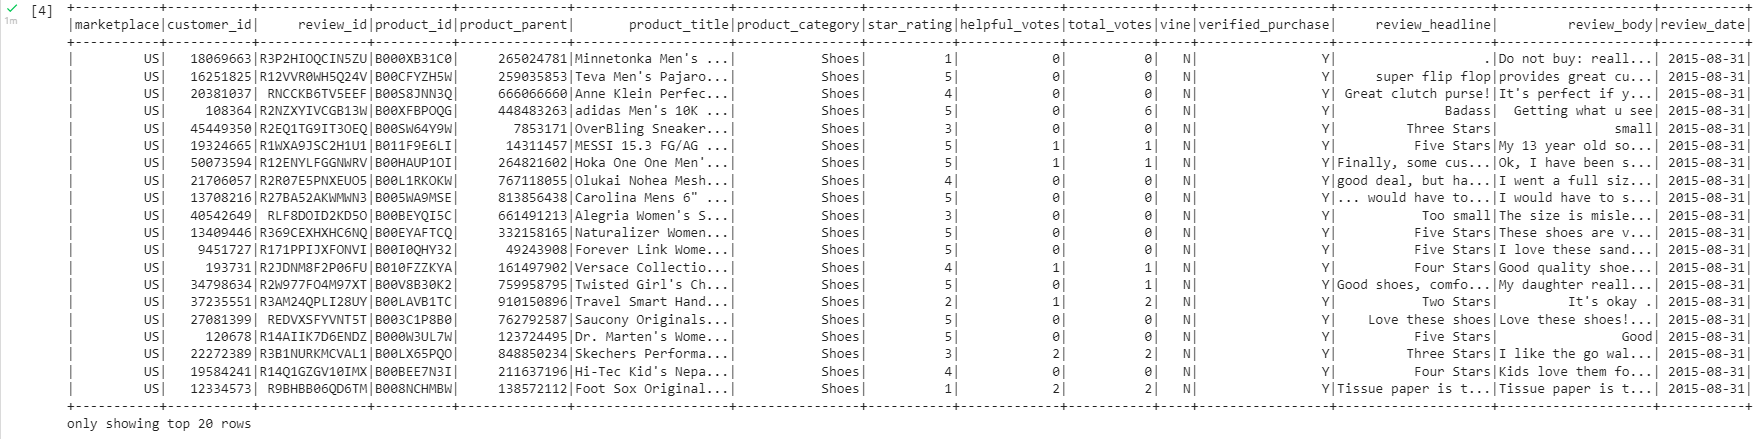 [4]
1m
+-----------+-----------+--------------+----------+--------------+--------------------+----------------+-----------+-------------+-----------+----+-----------------+--------------------+--------------------+-----------+
|marketplace|customer_id|     review_id|product_id|product_parent|       product_title|product_category|star_rating|helpful_votes|total_votes|vine|verified_purchase|     review_headline|         review_body|review_date|
+-----------+-----------+--------------+----------+--------------+--------------------+----------------+-----------+-------------+-----------+----+-----------------+--------------------+--------------------+-----------+
|         US|   18069663|R3P2HIOQCIN5ZU|B000XB31C0|     265024781|Minnetonka Men's ...|           Shoes|          1|            0|          0|   N|                Y|                   .|Do not buy: reall...| 2015-08-31|
|         US|   16251825|R12VVR0WH5Q24V|B00CFYZH5W|     259035853|Teva Men's Pajaro...|           Shoes|          5|            0|          0|   N|                Y|     super flip flop|provides great cu...| 2015-08-31|
|         US|   20381037| RNCCKB6TV5EEF|B00S8JNN3Q|     666066660|Anne Klein Perfec...|           Shoes|          4|            0|          0|   N|                Y| Great clutch purse!|It's perfect if y...| 2015-08-31|
|         US|     108364|R2NZXYIVCGB13W|B00XFBPOQG|     448483263|adidas Men's 10K ...|           Shoes|          5|            0|          6|   N|                Y|              Badass|  Getting what u see| 2015-08-31|
|         US|   45449350|R2EQ1TG9IT3OEQ|B00SW64Y9W|       7853171|OverBling Sneaker...|           Shoes|          3|            0|          0|   N|                Y|         Three Stars|               small| 2015-08-31|
|         US|   19324665|R1WXA9JSC2H1U1|B011F9E6LI|      14311457|MESSI 15.3 FG/AG ...|           Shoes|          5|            1|          1|   N|                Y|          Five Stars|My 13 year old so...| 2015-08-31|
|         US|   50073594|R12ENYLFGGNWRV|B00HAUP1OI|     264821602|Hoka One One Men'...|           Shoes|          5|            1|          1|   N|                Y|Finally, some cus...|Ok, I have been s...| 2015-08-31|
|         US|   21706057|R2R07E5PNXEUO5|B00L1RKOKW|     767118055|Olukai Nohea Mesh...|           Shoes|          4|            0|          0|   N|                Y|good deal, but ha...|I went a full siz...| 2015-08-31|
|         US|   13708216|R27BA52AKWMWN3|B005WA9MSE|     813856438|Carolina Mens 6" ...|           Shoes|          5|            0|          0|   N|                Y|... would have to...|I would have to s...| 2015-08-31|
|         US|   40542649| RLF8DOID2KD5O|B00BEYQI5C|     661491213|Alegria Women's S...|           Shoes|          3|            0|          0|   N|                Y|           Too small|The size is misle...| 2015-08-31|
|         US|   13409446|R369CEXHXHC6NQ|B00EYAFTCQ|     332158165|Naturalizer Women...|           Shoes|          5|            0|          0|   N|                Y|          Five Stars|These shoes are v...| 2015-08-31|
|         US|    9451727|R171PPIJXFONVI|B00I0QHY32|      49243908|Forever Link Wome...|           Shoes|          5|            0|          0|   N|                Y|          Five Stars|I love these sand...| 2015-08-31|
|         US|     193731|R2JDNM8F2P06FU|B010FZZKYA|     161497902|Versace Collectio...|           Shoes|          4|            1|          1|   N|                Y|          Four Stars|Good quality shoe...| 2015-08-31|
|         US|   34798634|R2W977FO4M97XT|B00V8B30K2|     759958795|Twisted Girl's Ch...|           Shoes|          5|            0|          1|   N|                Y|Good shoes, comfo...|My daughter reall...| 2015-08-31|
|         US|   37235551|R3AM24QPLI28UY|B00LAVB1TC|     910150896|Travel Smart Hand...|           Shoes|          2|            1|          2|   N|                Y|           Two Stars|         It's okay .| 2015-08-31|
|         US|   27081399| REDVXSFYVNT5T|B003C1P8B0|     762792587|Saucony Originals...|           Shoes|          5|            0|          0|   N|                Y|    Love these shoes|Love these shoes!...| 2015-08-31|
|         US|     120678|R14AIIK7D6ENDZ|B000W3UL7W|     123724495|Dr. Marten's Wome...|           Shoes|          5|            0|          0|   N|                Y|          Five Stars|                Good| 2015-08-31|
|         US|   22272389|R3B1NURKMCVAL1|B00LX65PQO|     848850234|Skechers Performa...|           Shoes|          3|            2|          2|   N|                Y|         Three Stars|I like the go wal...| 2015-08-31|
|         US|   19584241|R14Q1GZGV10IMX|B00BEE7N3I|     211637196|Hi-Tec Kid's Nepa...|           Shoes|          4|            0|          0|   N|                Y|          Four Stars|Kids love them fo...| 2015-08-31|
|         US|   12334573| R9BHBB06QD6TM|B008NCHMBW|     138572112|Foot Sox Original...|           Shoes|          1|            2|          2|   N|                Y|Tissue paper is t...|Tissue paper is t...| 2015-08-31|
+-----------+-----------+--------------+----------+--------------+--------------------+----------------+-----------+-------------+-----------+----+-----------------+--------------------+--------------------+-----------+
only showing top 20 rows